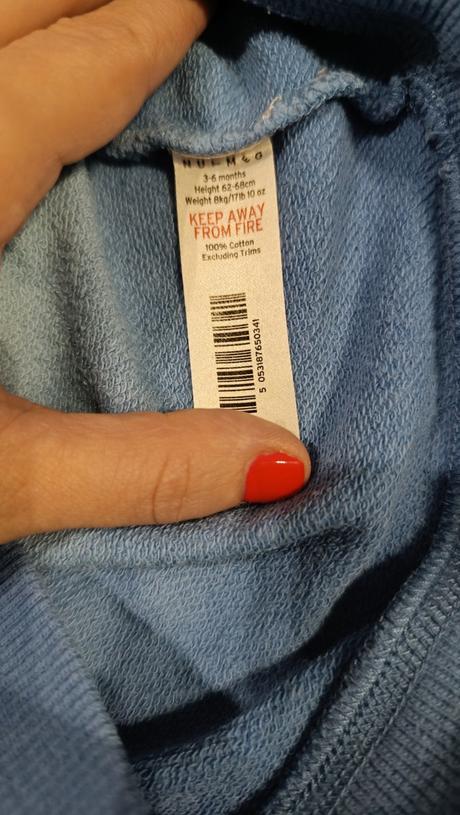 3-6 months
Height 62-68cm
Weight 8kg/17lb 10 oz
KEEP AWAY
FROM FIRE
100% Cotton
Excluding Trims
5 053187650341